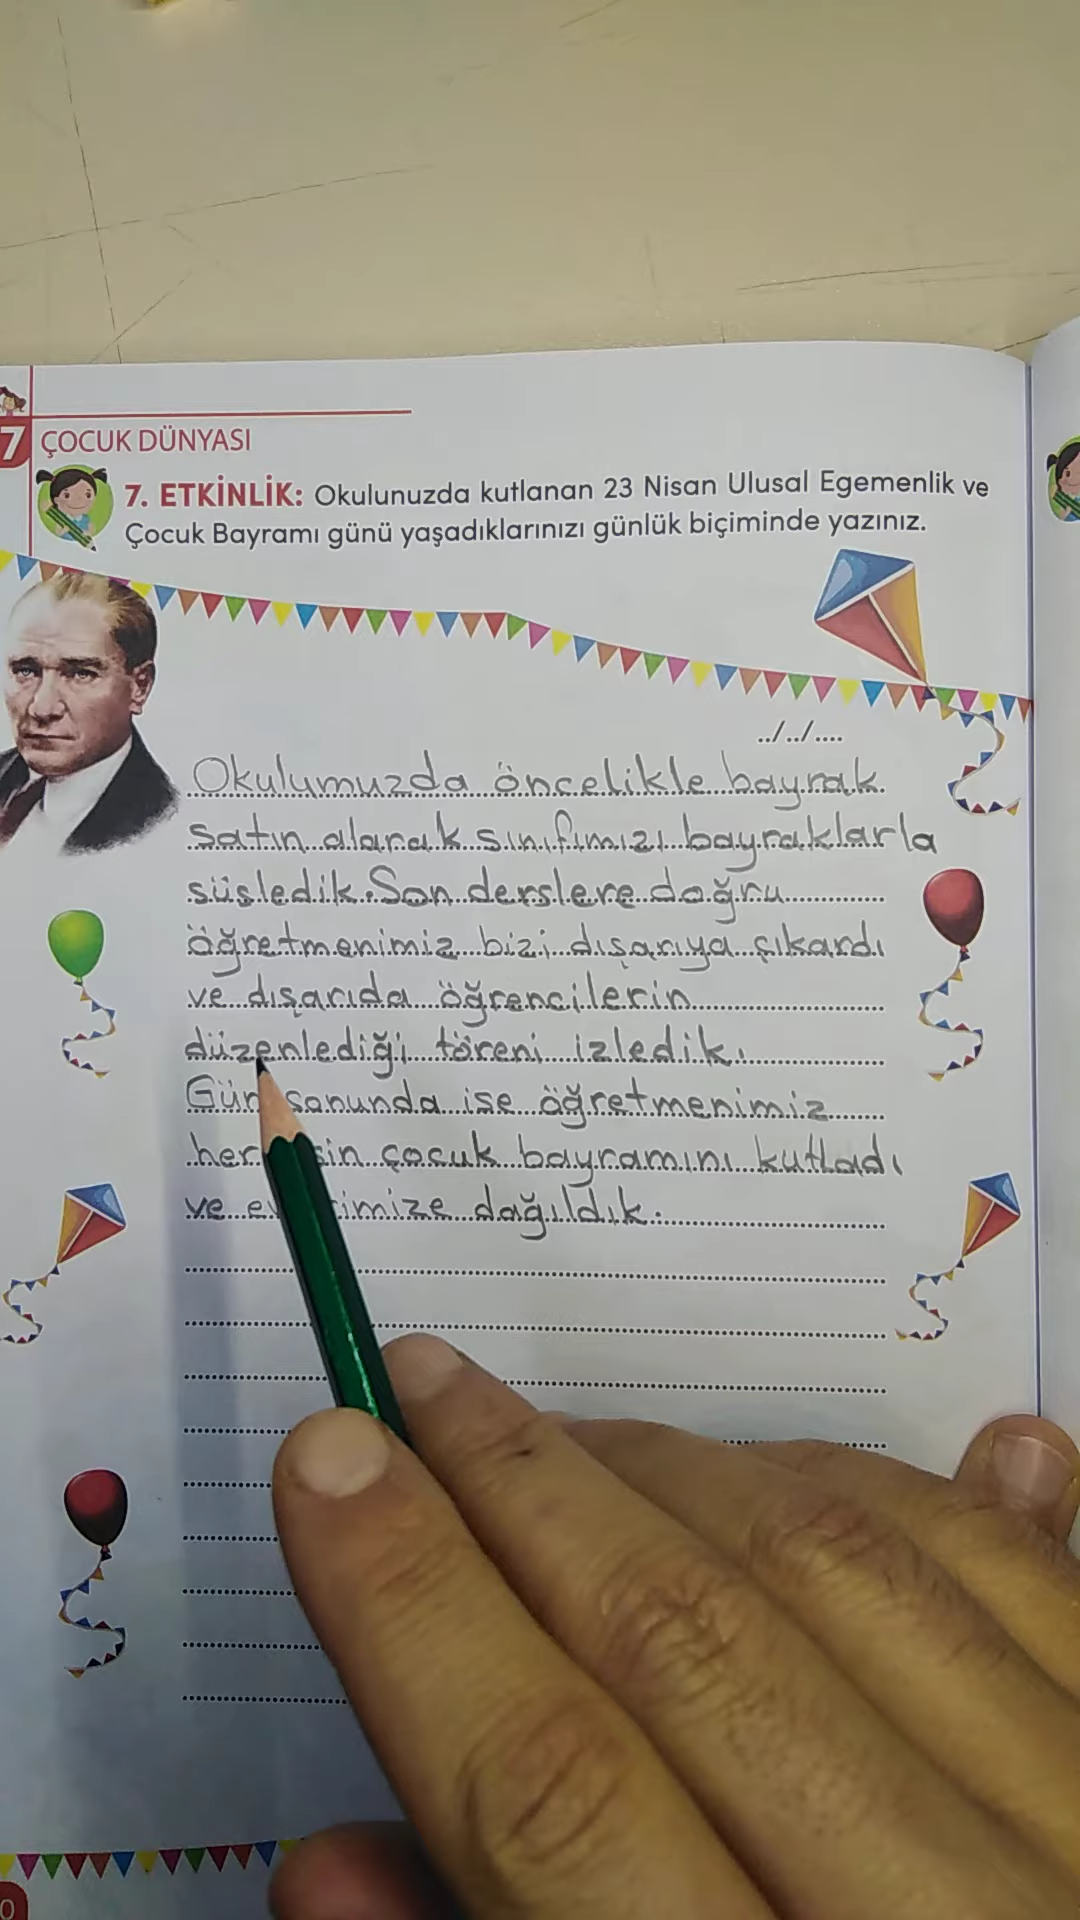 7 ÇOCUK DÜNYASI
7. ETKİNLİK: Okulunuzda kutlanan 23 Nisan Ulusal Egemenlik ve
Çocuk Bayramı günü yaşadıklarınızı günlük biçiminde yazınız.
../../....
Okulumuzda öncelikle bayrak
satın alarak sınıfımızı bayraklarla
süsledik. Son derslere doğru
öğretmenimiz bizi dışarıya çıkardı
ve dışarıda öğrencilerin
düzenlediği töreni izledik.
Gün sonunda ise öğretmenimiz
çocuk bayramını kutladı
ve dağıldık.